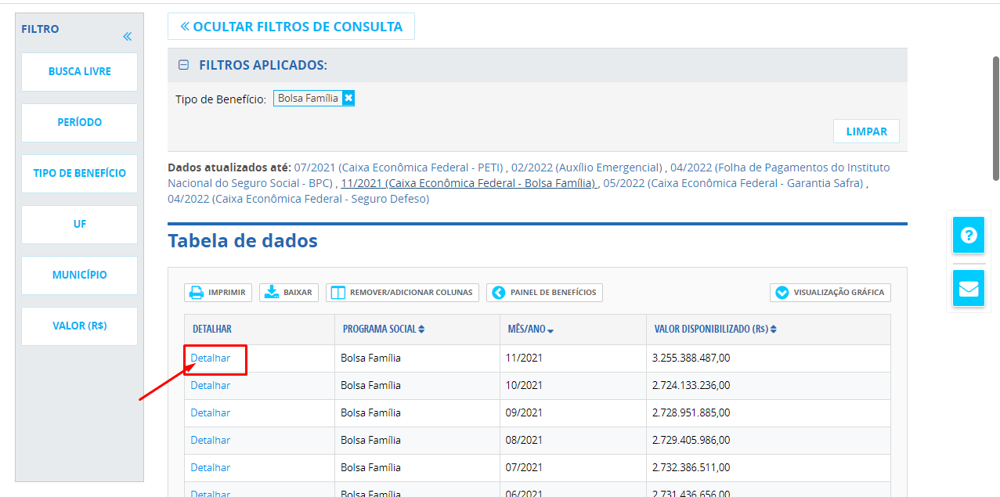 FILTRO
BUSCA LIVRE
PERÍODO
TIPO DE BENEFÍCIO
UF
MUNICÍPIO
VALOR (R$)
OCULTAR FILTROS DE CONSULTA
FILTROS APLICADOS:
Tipo de Benefício: Bolsa Família
LIMPAR
Dados atualizados até: 07/2021 (Caixa Econômica Federal - PETI) , 02/2022 (Auxílio Emergencial) , 04/2022 (Folha de Pagamentos do Instituto
Nacional do Seguro Social - BPC) , 11/2021 (Caixa Econômica Federal - Bolsa Família) , 05/2022 (Caixa Econômica Federal - Garantia Safra) ,
04/2022 (Caixa Econômica Federal - Seguro Defeso)
Tabela de dados
IMPRIMIR BAIXAR REMOVER/ADICIONAR COLUNAS PAINEL DE BENEFÍCIOS VISUALIZAÇÃO GRÁFICA
DETALHAR PROGRAMA SOCIAL MÊS/ANO VALOR DISPONIBILIZADO (R$)
Detalhar Bolsa Família 11/2021 3.255.388.487,00
Detalhar Bolsa Família 10/2021 2.724.133.236,00
Detalhar Bolsa Família 09/2021 2.728.951.885,00
Detalhar Bolsa Família 08/2021 2.729.405.986,00
Detalhar Bolsa Família 07/2021 2.732.386.511,00
Detalhar Bolsa Família 06/2021 2.731.436.656,00